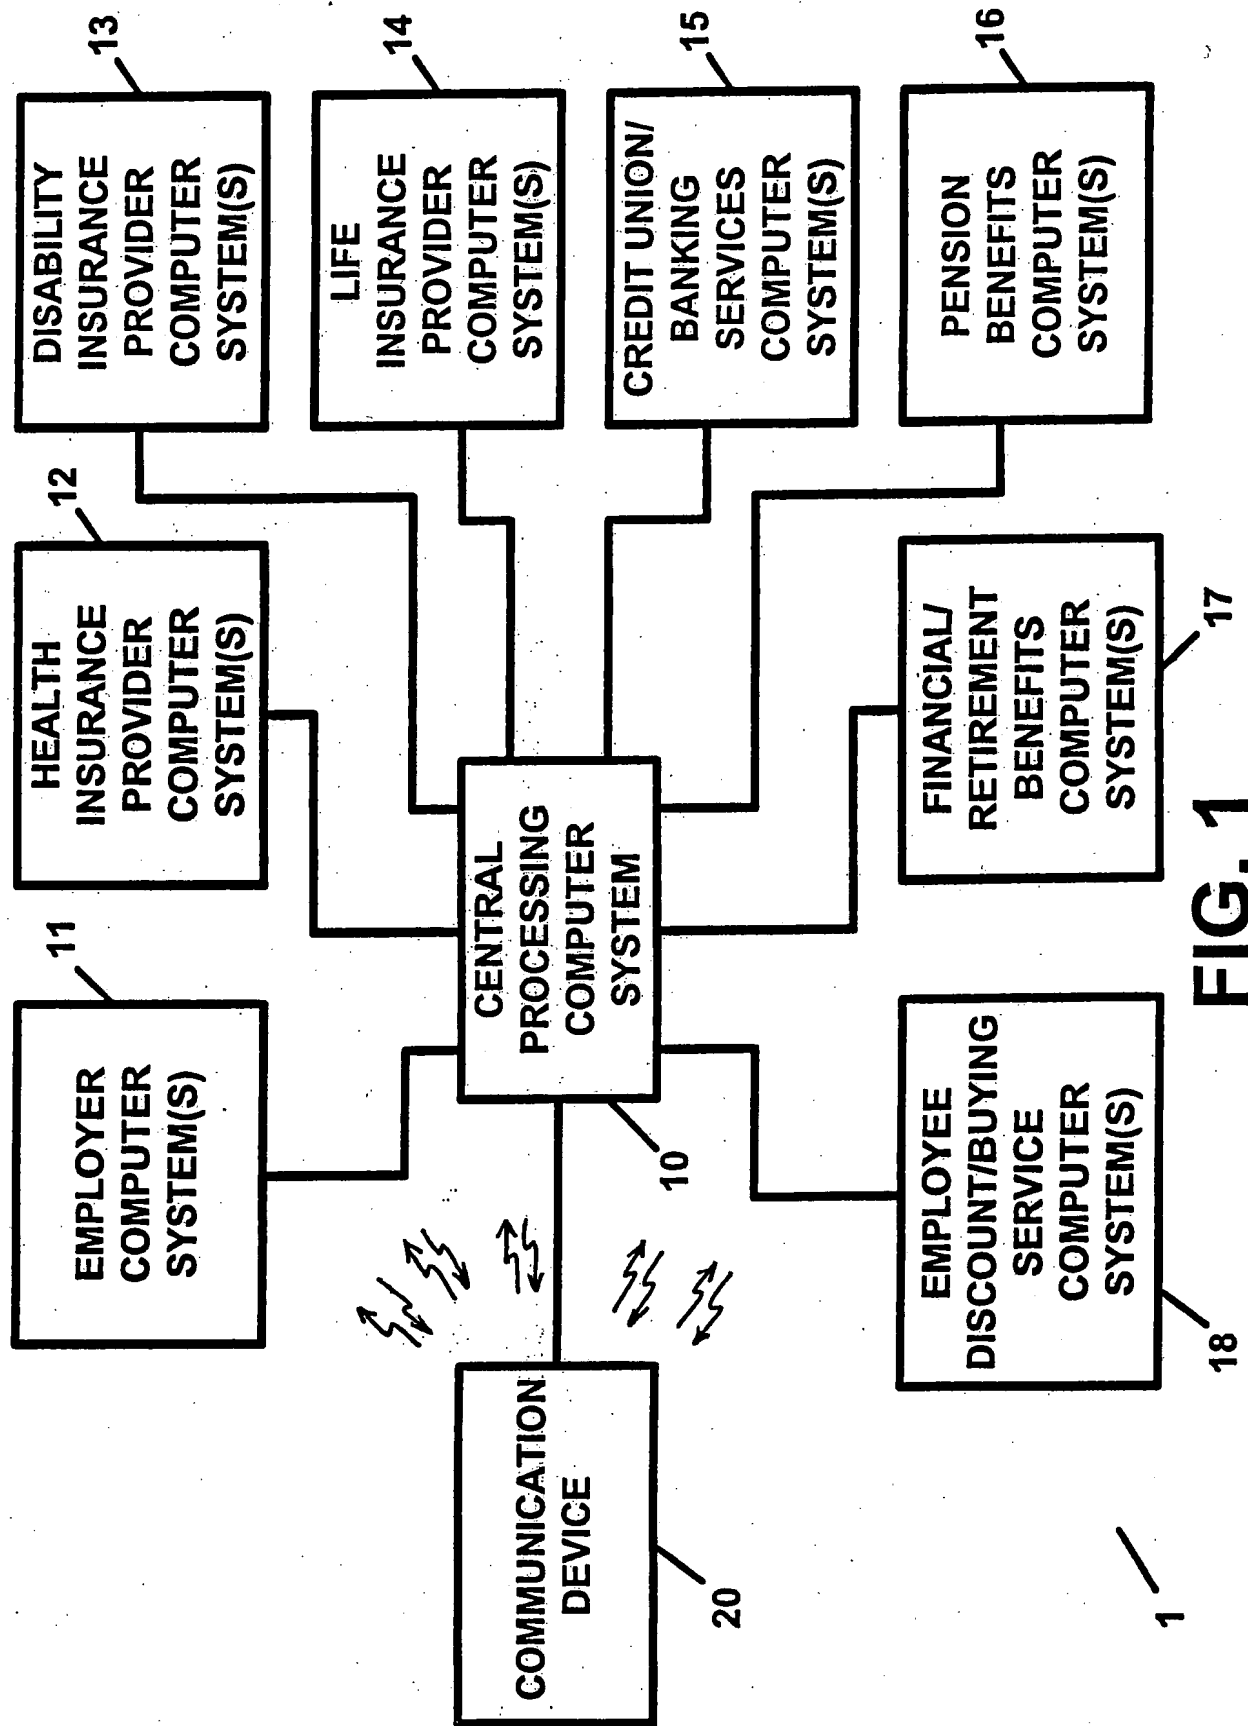 11
EMPLOYER
COMPUTER
SYSTEM(S)
12
HEALTH
INSURANCE
PROVIDER
COMPUTER
SYSTEM(S)
13
DISABILITY
INSURANCE
PROVIDER
COMPUTER
SYSTEM(S)
14
LIFE
INSURANCE
PROVIDER
COMPUTER
SYSTEM(S)
COMMUNICATION
DEVICE
20
CENTRAL
PROCESSING
COMPUTER
SYSTEM
10
15
CREDIT UNION/
BANKING
SERVICES
COMPUTER
SYSTEM(S)
EMPLOYEE
DISCOUNT/BUYING
SERVICE
COMPUTER
SYSTEM(S)
18
FINANCIAL/
RETIREMENT
BENEFITS
COMPUTER
SYSTEM(S)
17
16
PENSION
BENEFITS
COMPUTER
SYSTEM(S)
1
FIG. 1